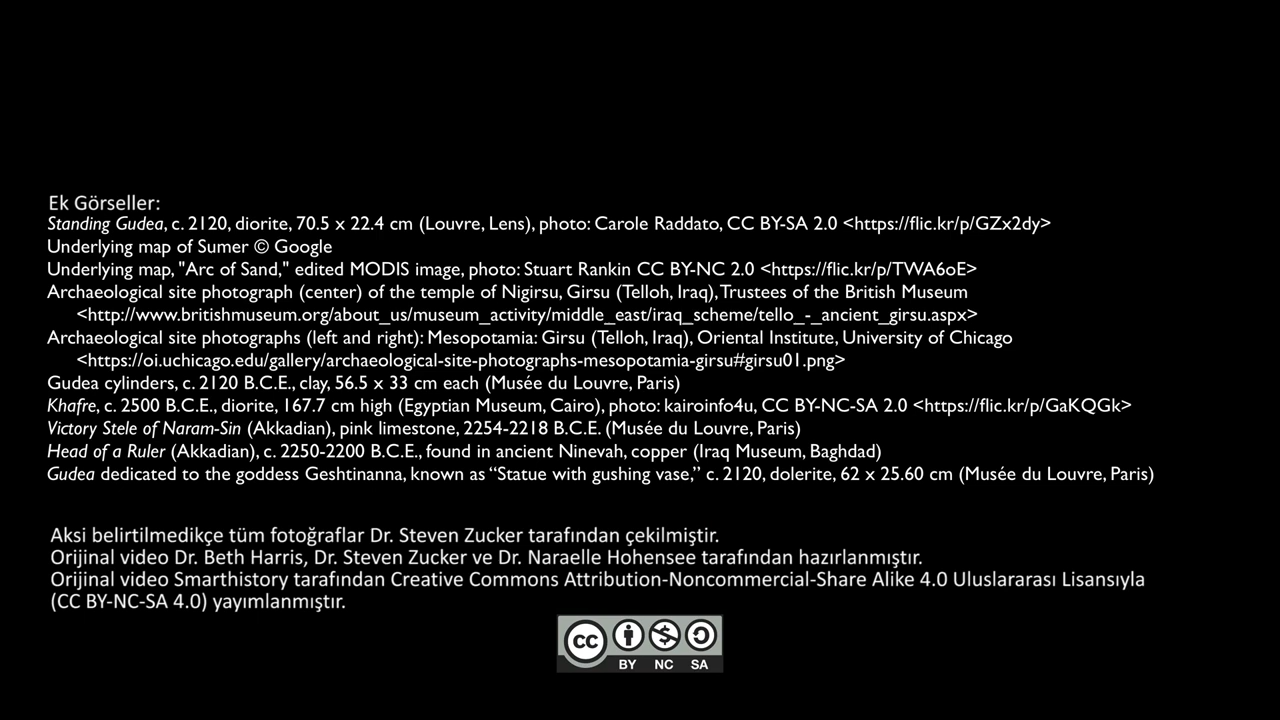 Ek Görseller:
Standing Gudea, c. 2120, diorite, 70.5 x 22.4 cm (Louvre, Lens), photo: Carole Raddato, CC BY-SA 2.0 <https://flic.kr/p/GZx2dy>
Underlying map of Sumer © Google
Underlying map, "Arc of Sand," edited MODIS image, photo: Stuart Rankin CC BY-NC 2.0 <https://flic.kr/p/TWA6oE>
Archaeological site photograph (center) of the temple of Nigirsu, Girsu (Telloh, Iraq), Trustees of the British Museum
<http://www.britishmuseum.org/about_us/museum_activity/middle_east/iraq_scheme/tello_-_ancient_girsu.aspx>
Archaeological site photographs (left and right): Mesopotamia: Girsu (Telloh, Iraq), Oriental Institute, University of Chicago
<https://oi.uchicago.edu/gallery/archaeological-site-photographs-mesopotamia-girsu#girsu01.png>
Gudea cylinders, c. 2120 B.C.E., clay, 56.5 x 33 cm each (Musée du Louvre, Paris)
Khafre, c. 2500 B.C.E., diorite, 167.7 cm high (Egyptian Museum, Cairo), photo: kairoinfo4u, CC BY-NC-SA 2.0 <https://flic.kr/p/GaKQGk>
Victory Stele of Naram-Sin (Akkadian), pink limestone, 2254-2218 B.C.E. (Musée du Louvre, Paris)
Head of a Ruler (Akkadian), c. 2250-2200 B.C.E., found in ancient Ninevah, copper (Iraq Museum, Baghdad)
Gudea dedicated to the goddess Geshtinanna, known as “Statue with gushing vase,” c. 2120, dolerite, 62 x 25.60 cm (Musée du Louvre, Paris)
Aksi belirtilmedikçe tüm fotoğraflar Dr. Steven Zucker tarafından çekilmiştir.
Orijinal video Dr. Beth Harris, Dr. Steven Zucker ve Dr. Naraelle Hohensee tarafından hazırlanmıştır.
Orijinal video Smarthistory tarafından Creative Commons Attribution-Noncommercial-Share Alike 4.0 Uluslararası Lisansıyla
(CC BY-NC-SA 4.0) yayımlanmıştır.
cc
BY NC SA